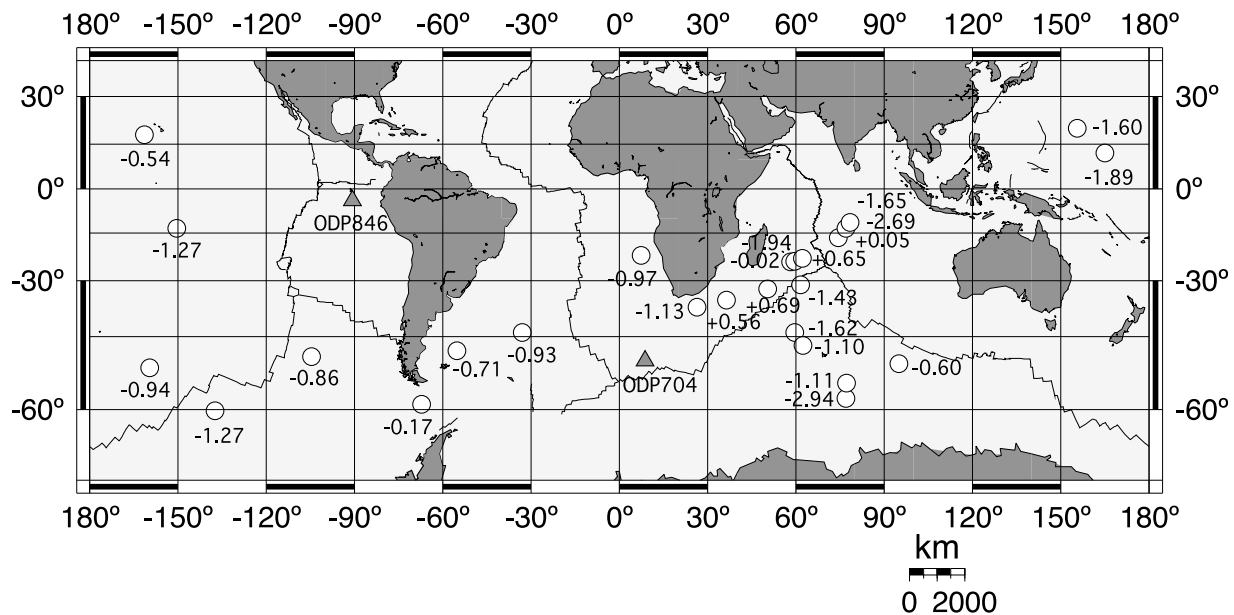 180º -150º -120º -90º -60º -30º 0 30º 60º 90º 120º 150º 180º
30º 30º
-1.60
-0.54
-1.89
0º 0º
-1.65
ODP846
-2.69
-1.94 +0.05
-1.27
-0.02 +0.65
-0.97
-30º -30º
-1.43
-1.13 +0.69
+0.56 -1.62
-0.93 -1.10
-0.71 -0.60
-0.86
-0.94 ODP704 -1.11
-2.94
-60º -60º
-0.17
-1.27
180º -150º -120º -90º -60º -30º 0 30º 60º 90º 120º 150º 180º
km
0 2000